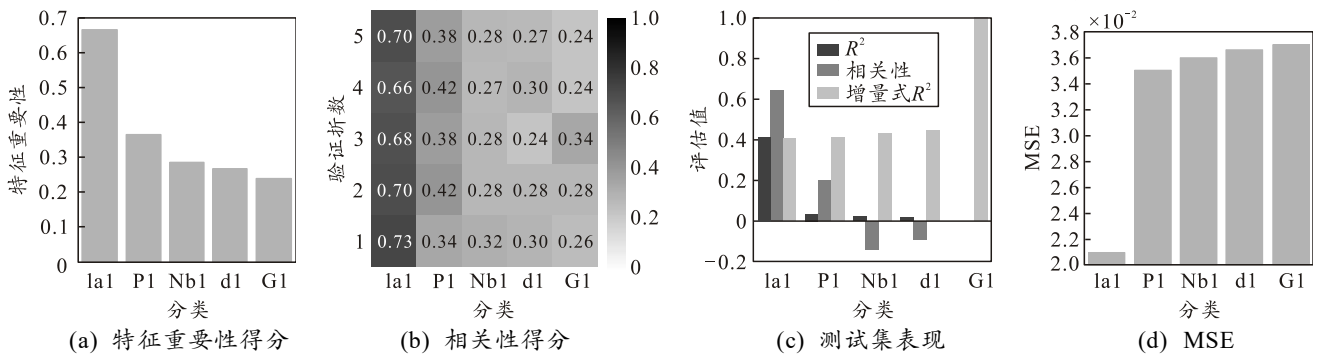 0.7
0.6
0.5
0.4
0.3
0.2
0.1
0
特征重要性
la1 P1 Nb1 d1 G1
分类
(a) 特征重要性得分
验证折数
5 0.70 0.38 0.28 0.27 0.24
4 0.66 0.42 0.27 0.30 0.24
3 0.68 0.38 0.28 0.24 0.34
2 0.70 0.42 0.28 0.28 0.28
1 0.73 0.34 0.32 0.30 0.26
la1 P1 Nb1 d1 G1
分类
1.0
0.8
0.6
0.4
0.2
0
(b) 相关性得分
1.0
0.8
0.6
0.4
0.2
0
−0.2
评估值
R²
相关性
增量式R²
la1 P1 Nb1 d1 G1
分类
(c) 测试集表现
×10⁻²
3.8
3.6
3.4
3.2
3.0
2.8
2.6
2.4
2.2
2.0
MSE
la1 P1 Nb1 d1 G1
分类
(d) MSE